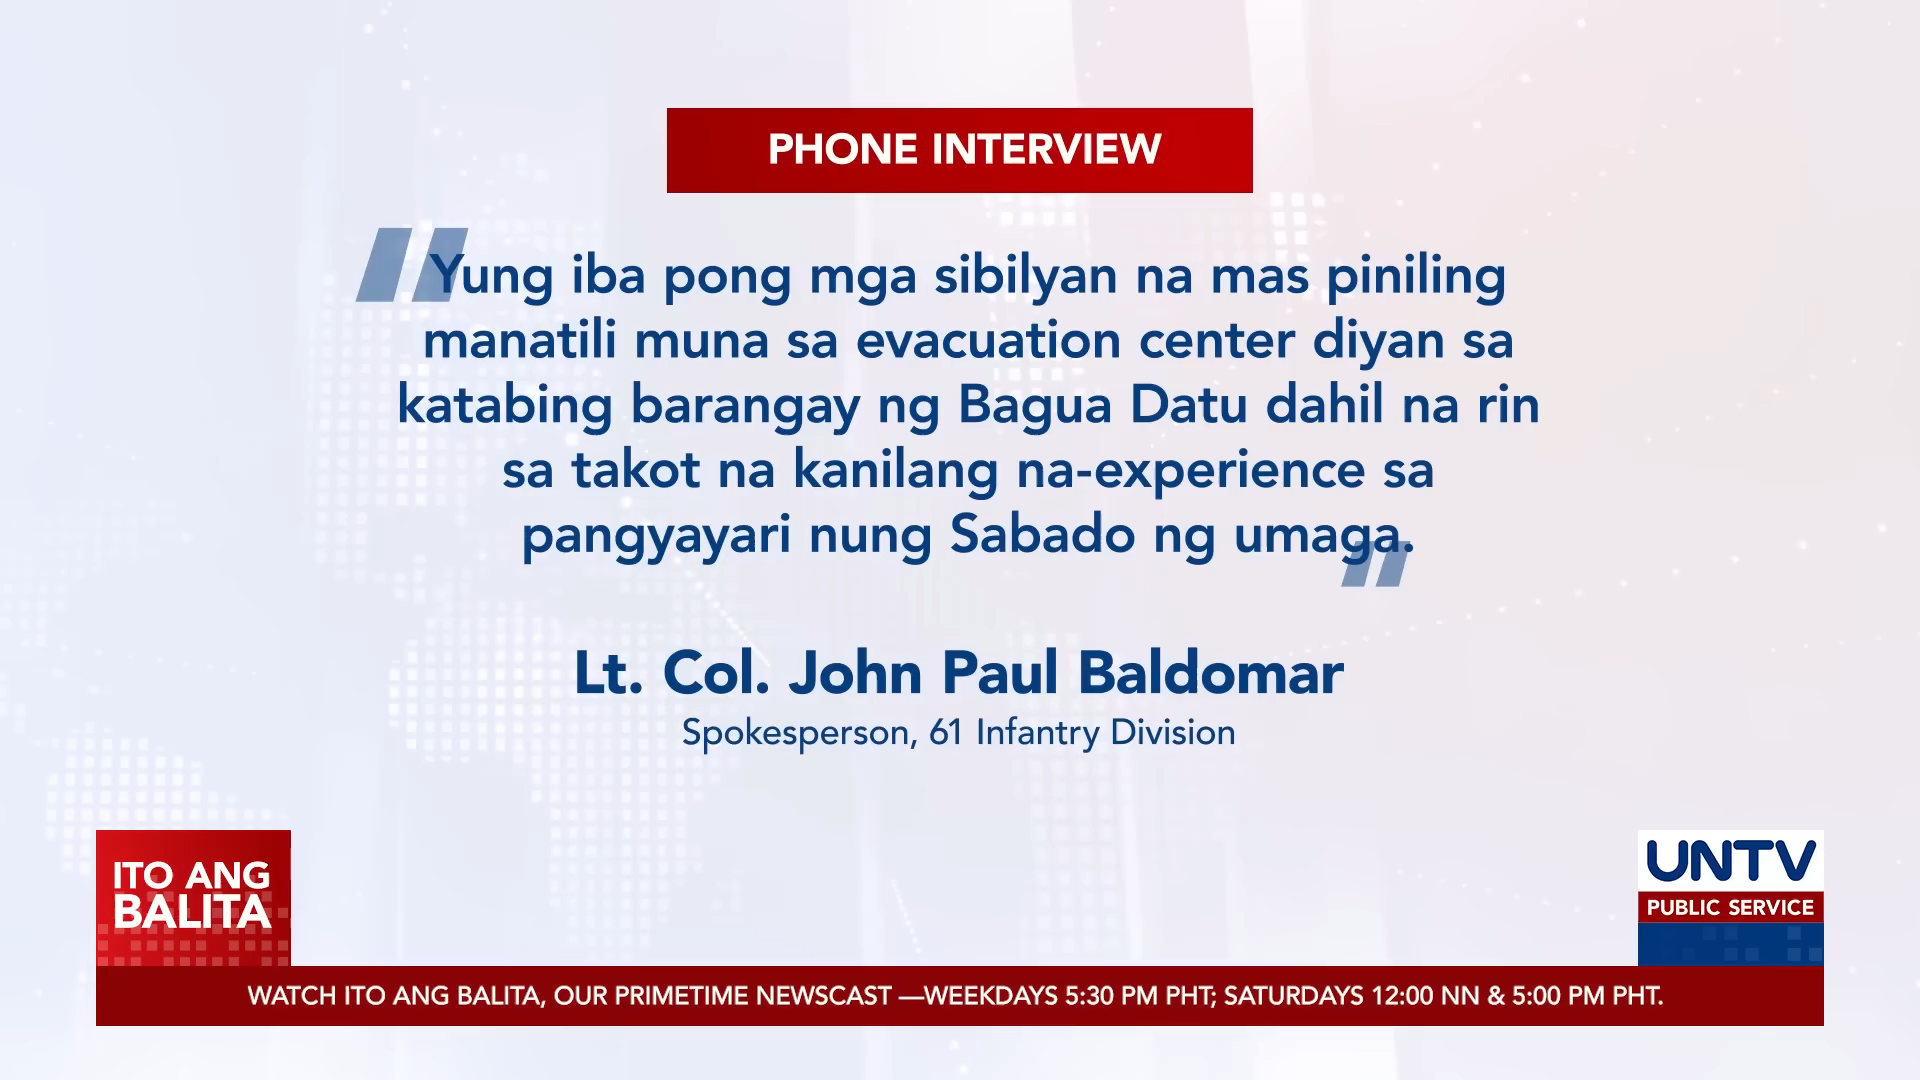 PHONE INTERVIEW
Yung iba pong mga sibilyan na mas piniling
manatili muna sa evacuation center diyan sa
katabing barangay ng Bagua Datu dahil na rin
sa takot na kanilang na-experience sa
pangyayari nung Sabado ng umaga.
Lt. Col. John Paul Baldomar
Spokesperson, 61 Infantry Division
ITO ANG
BALITA
UNTV
PUBLIC SERVICE
WATCH ITO ANG BALITA, OUR PRIMETIME NEWSCAST —WEEKDAYS 5:30 PM PHT; SATURDAYS 12:00 NN & 5:00 PM PHT.